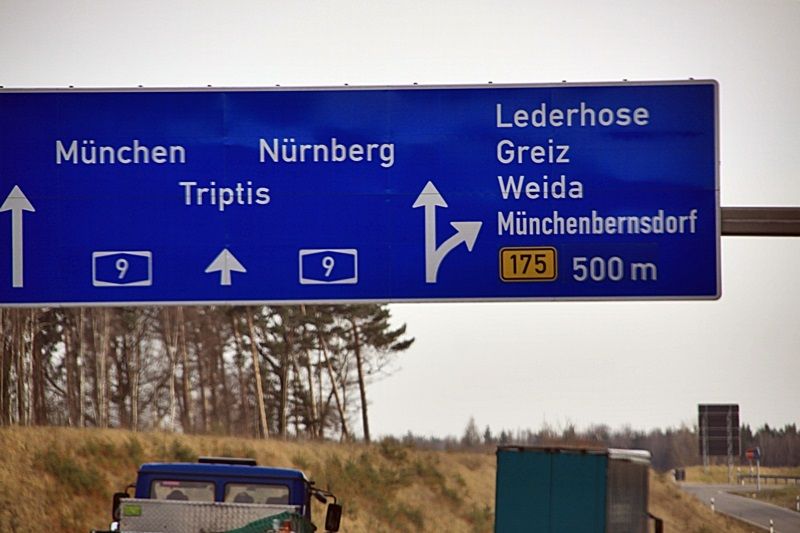 München
Nürnberg
Triptis
9
9
Lederhose
Greiz
Weida
Münchenbernsdorf
175 500 m